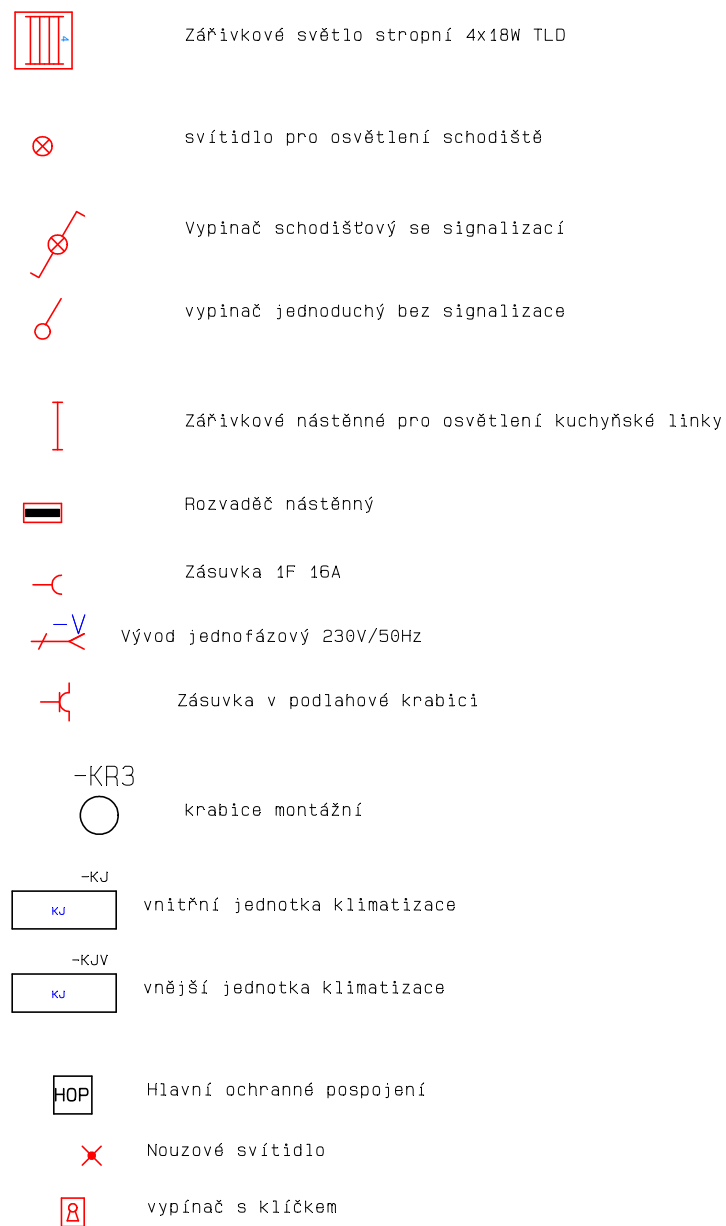 4 Zářivkové světlo stropní 4x18W TLD
svítidlo pro osvětlení schodiště
Vypinač schodišťový se signalizací
vypinač jednoduchý bez signalizace
Zářivkové nástěnné pro osvětlení kuchyňské linky
Rozvaděč nástěnný
Zásuvka 1F 16A
-V
Vývod jednofázový 230V/50Hz
Zásuvka v podlahové krabici
-KR3
krabice montážní
-KJ
KJ vnitřní jednotka klimatizace
-KJV
KJ vnější jednotka klimatizace
HOP Hlavní ochranné pospojení
Nouzové svítidlo
vypínač s klíčkem